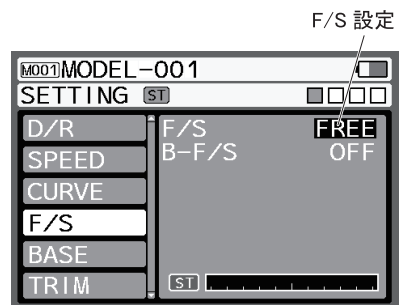 F/S 設定
M001 MODEL-001
SETTING ST
D/R
SPEED
CURVE
F/S
BASE
TRIM
F/S FREE
B-F/S OFF
ST